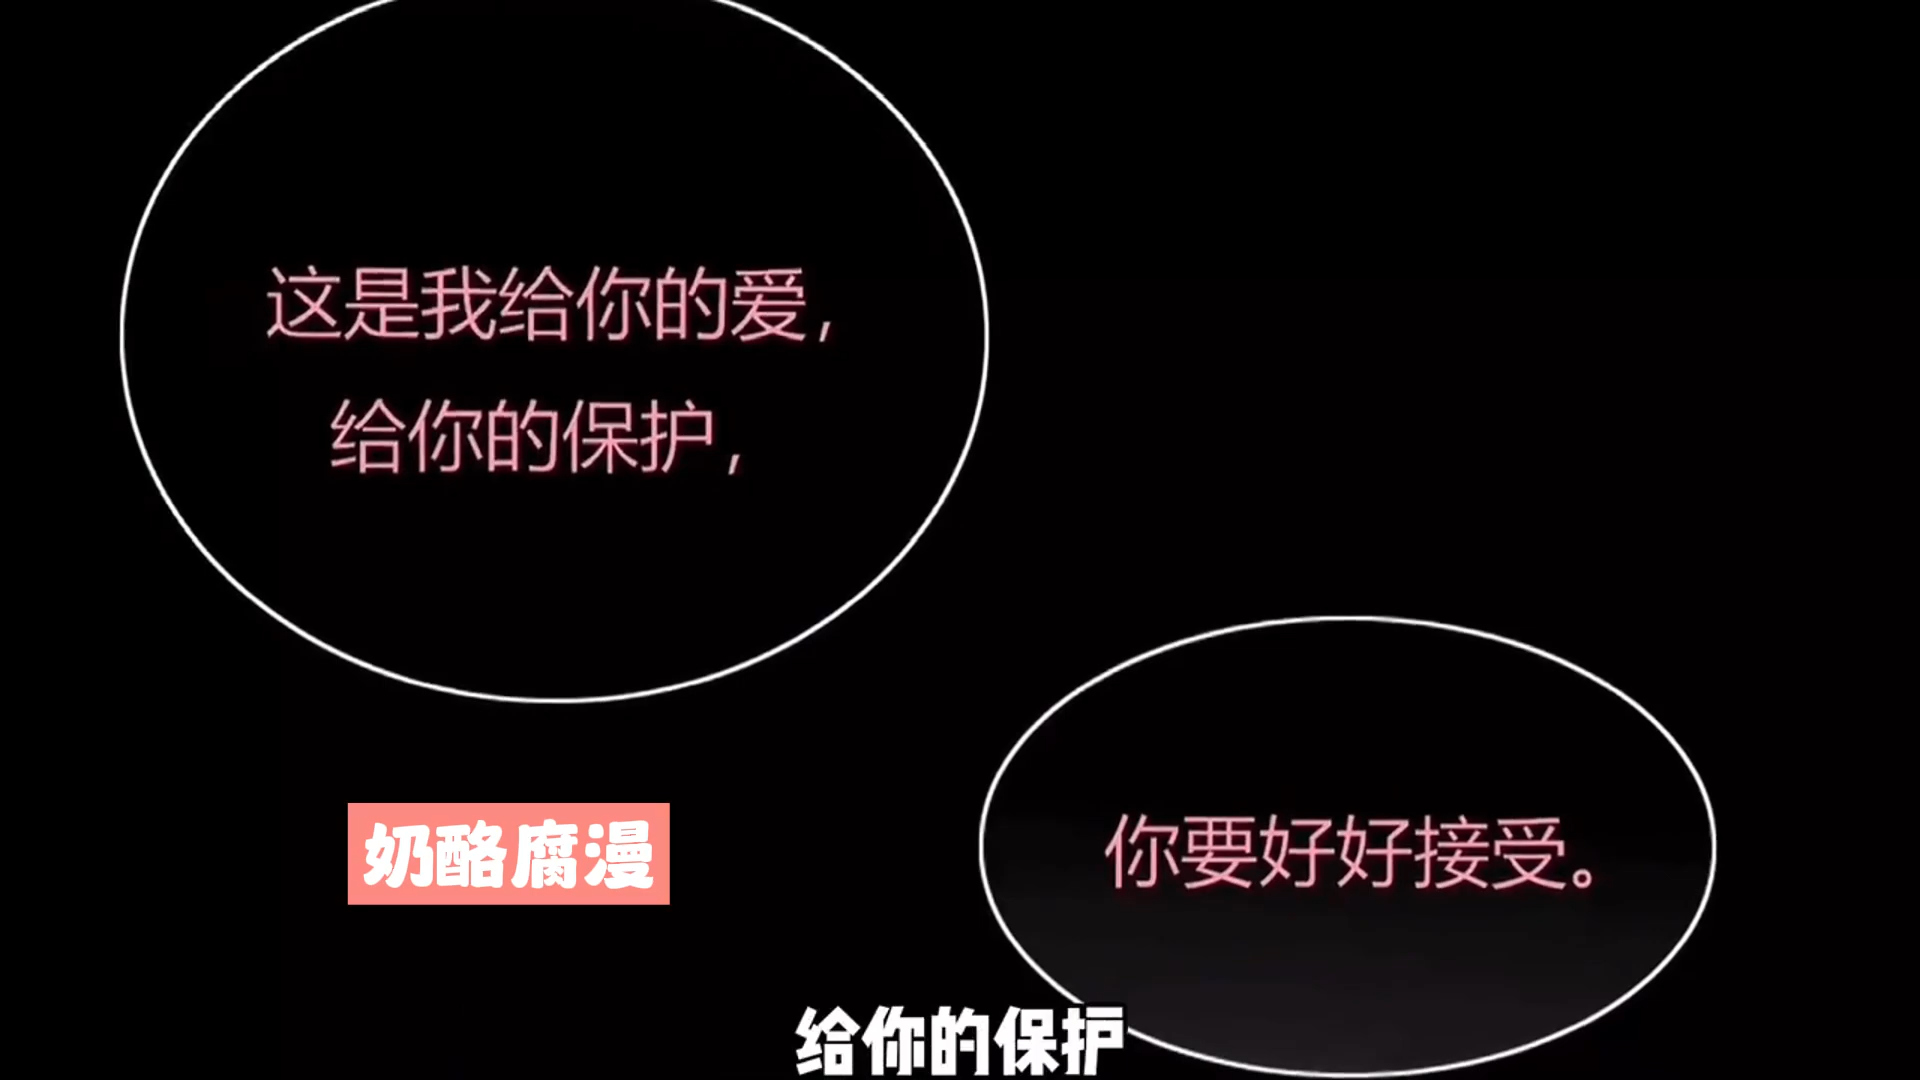 这是我给你的爱，
给你的保护，
你要好好接受。
奶酪腐漫
给你的保护